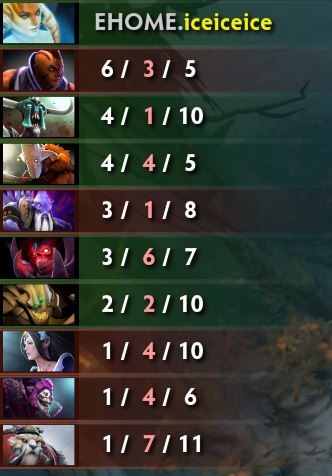 EHOME.iceiceice
6 / 3 / 5
4 / 1 / 10
4 / 4 / 5
3 / 1 / 8
3 / 6 / 7
2 / 2 / 10
1 / 4 / 10
1 / 4 / 6
1 / 7 / 11